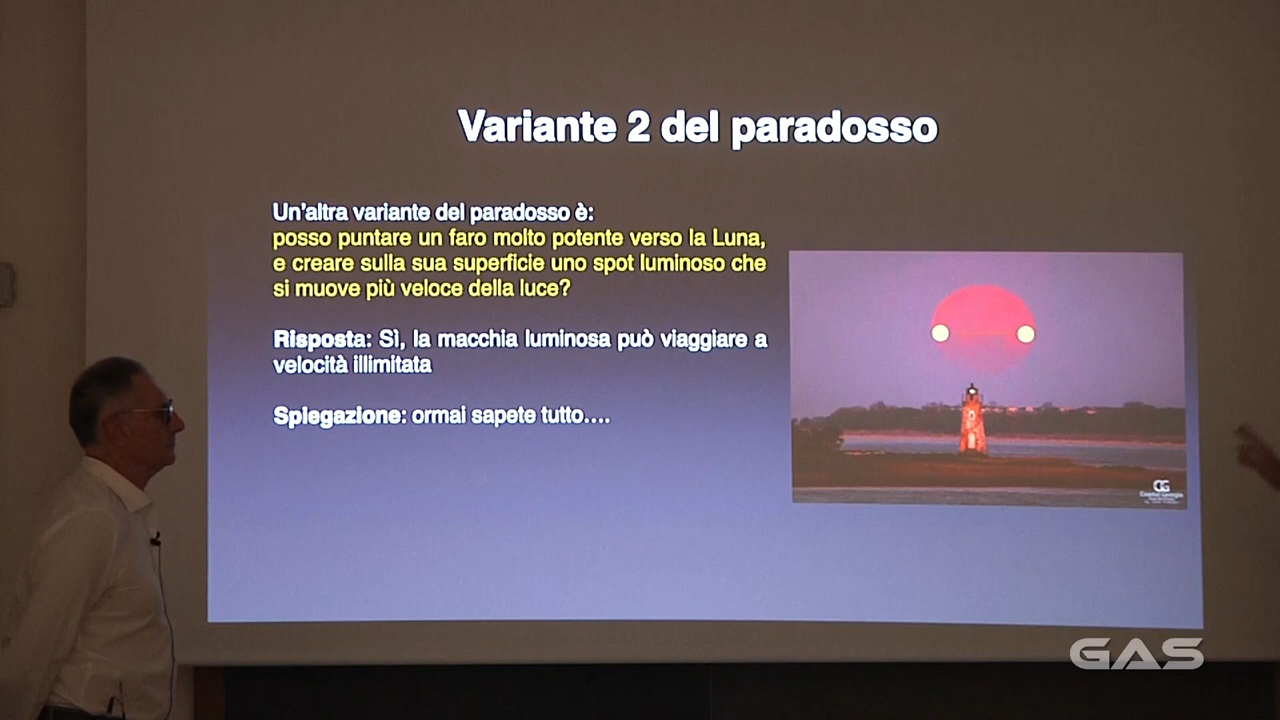 Variante 2 del paradosso
Un'altra variante del paradosso è:
posso puntare un faro molto potente verso la Luna,
e creare sulla sua superficie uno spot luminoso che
si muove più veloce della luce?
Risposta: Sì, la macchia luminosa può viaggiare a
velocità illimitata
Spiegazione: ormai sapete tutto....
CG
Coastal Georgia
GAS